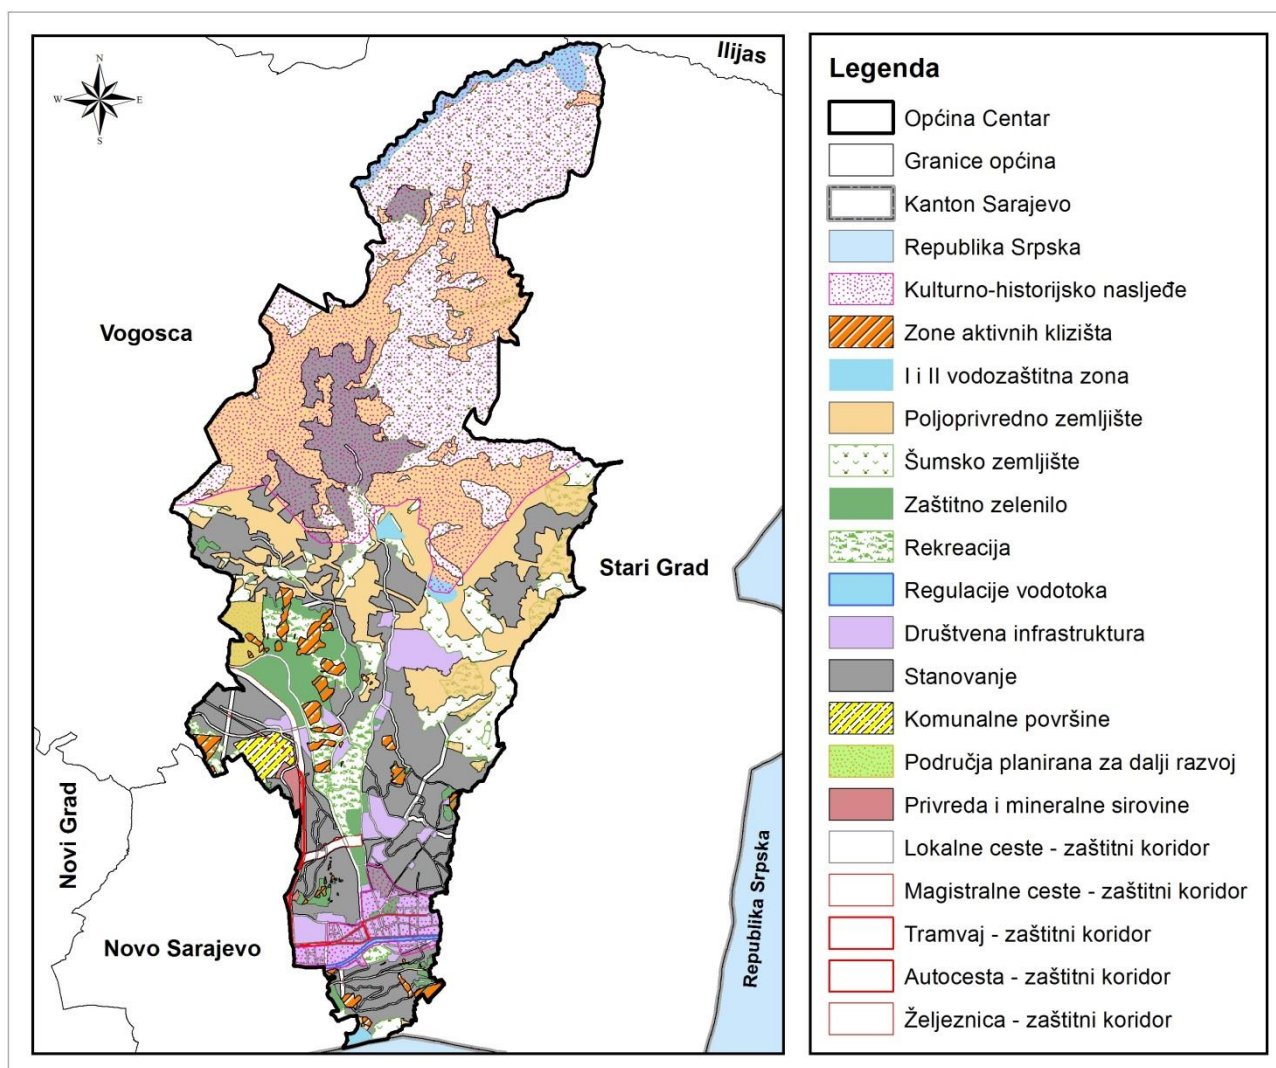 Ilijas
N
W
E
S
Vogosca
Stari Grad
Novi Grad
Novo Sarajevo
Republika Srpska
Legenda
Općina Centar
Granice općina
Kanton Sarajevo
Republika Srpska
Kulturno-historijsko nasljeđe
Zone aktivnih klizišta
I i II vodozaštitna zona
Poljoprivredno zemljište
Šumsko zemljište
Zaštitno zelenilo
Rekreacija
Regulacije vodotoka
Društvena infrastruktura
Stanovanje
Komunalne površine
Područja planirana za dalji razvoj
Privreda i mineralne sirovine
Lokalne ceste - zaštitni koridor
Magistralne ceste - zaštitni koridor
Tramvaj - zaštitni koridor
Autocesta - zaštitni koridor
Željeznica - zaštitni koridor